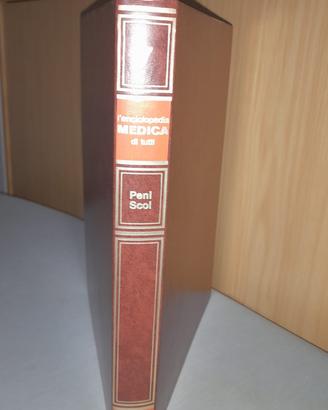 7
l'enciclopedia
MEDICA
di tutti
Peni
Scol